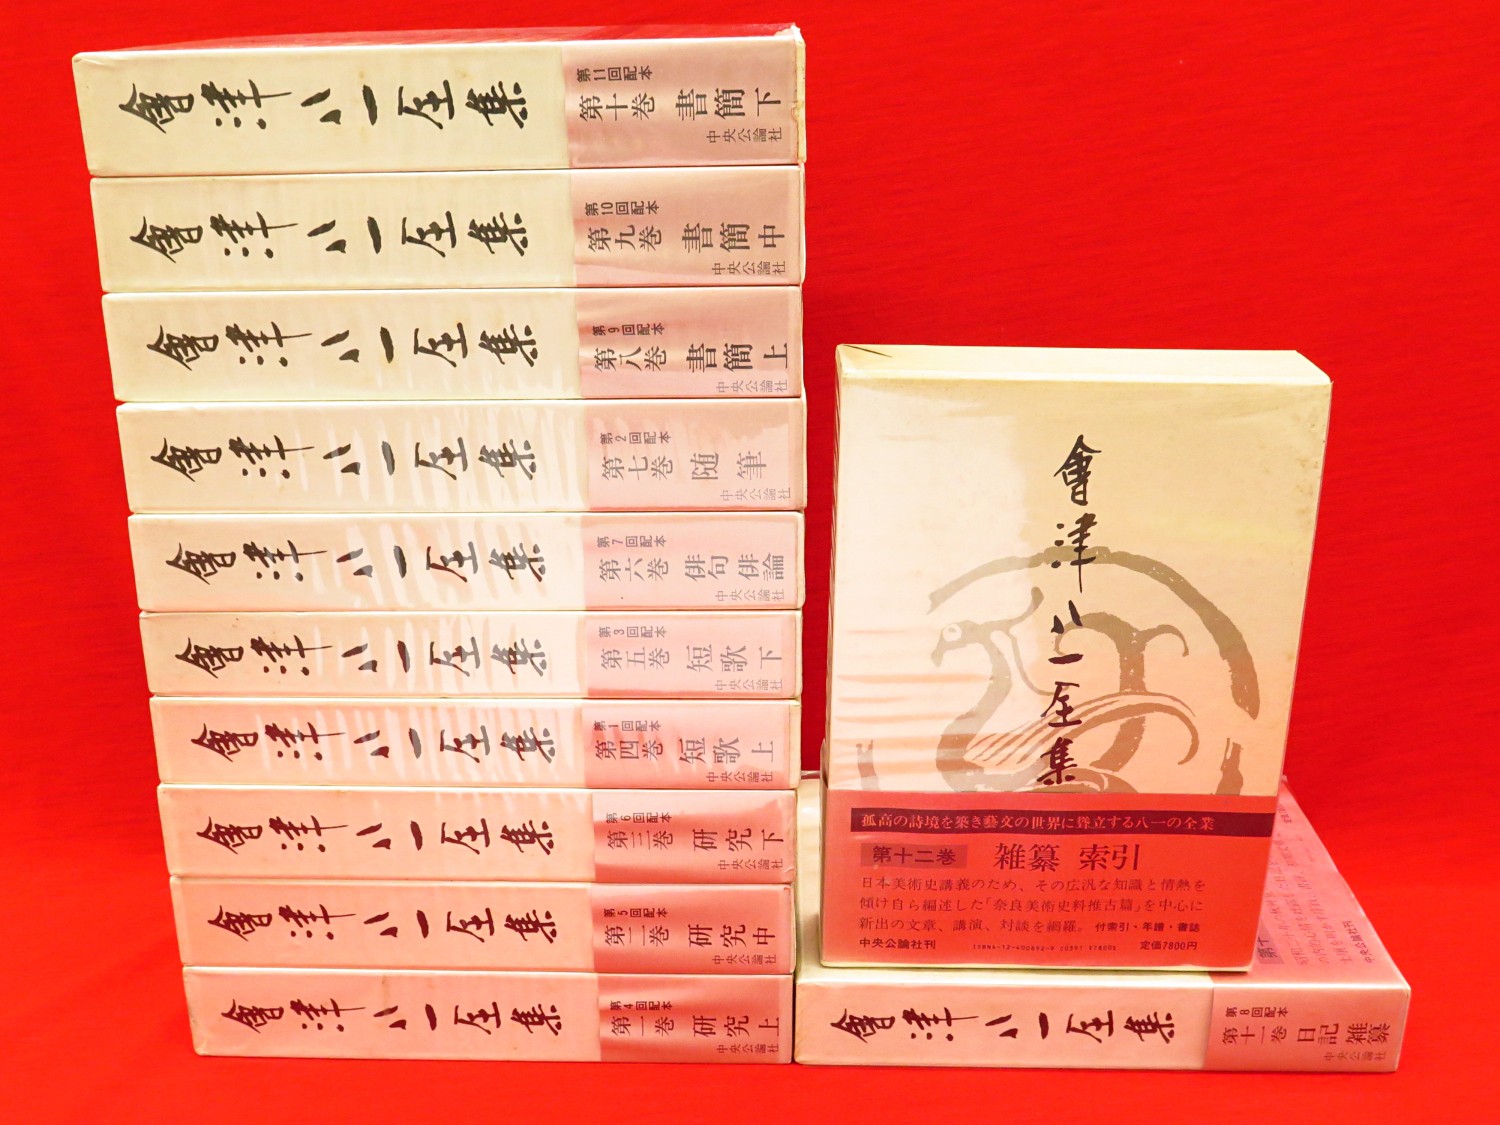 會津八一全集
第11回配本
第十巻 書簡下
中央公論社
會津八一全集
第10回配本
第九巻 書簡中
中央公論社
會津八一全集
第9回配本
第八巻 書簡上
中央公論社
會津八一全集
第2回配本
第七巻 随筆
中央公論社
會津八一全集
第7回配本
第六巻 俳句俳論
中央公論社
會津八一全集
第3回配本
第五巻 短歌下
中央公論社
會津八一全集
第1回配本
第四巻 短歌上
中央公論社
會津八一全集
第6回配本
第三巻 研究下
中央公論社
會津八一全集
第5回配本
第二巻 研究中
中央公論社
會津八一全集
第4回配本
第一巻 研究上
中央公論社
會津八一全集
孤高の詩境を築き藝文の世界に聳立する八一の全業
第十二巻 雑纂 索引
日本美術史講義のため、その広汎な知識と情熱を
傾け自ら編述した「奈良美術史料推古篇」を中心に
新出の文章、講演、対談を網羅。 付索引・年譜・書誌
中央公論社刊
定価7800円
中央公論社刊
會津八一全集
第8回配本
第十一巻 日記 雑纂
中央公論社